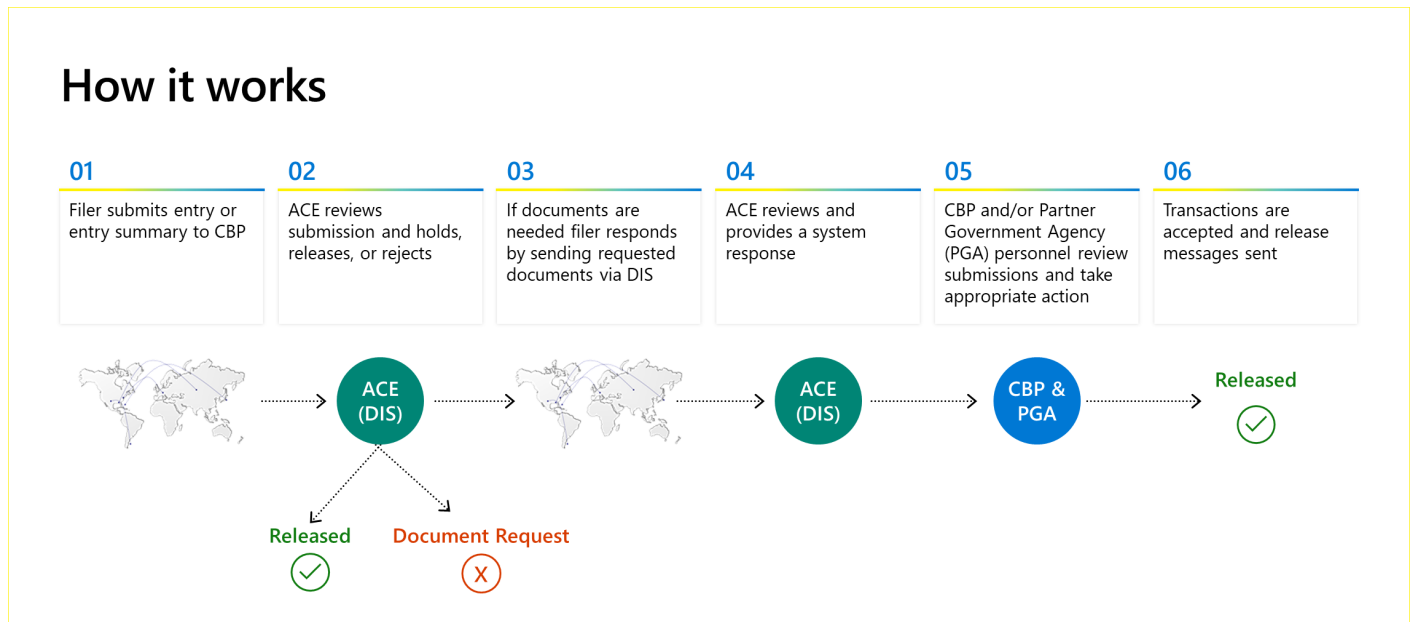 How it works
01
Filer submits entry or
entry summary to CBP
02
ACE reviews
submission and holds,
releases, or rejects
03
If documents are
needed filer responds
by sending requested
documents via DIS
04
ACE reviews and
provides a system
response
05
CBP and/or Partner
Government Agency
(PGA) personnel review
submissions and take
appropriate action
06
Transactions are
accepted and release
messages sent
ACE
(DIS)
ACE
(DIS)
CBP &
PGA
Released
Released
Document Request
X